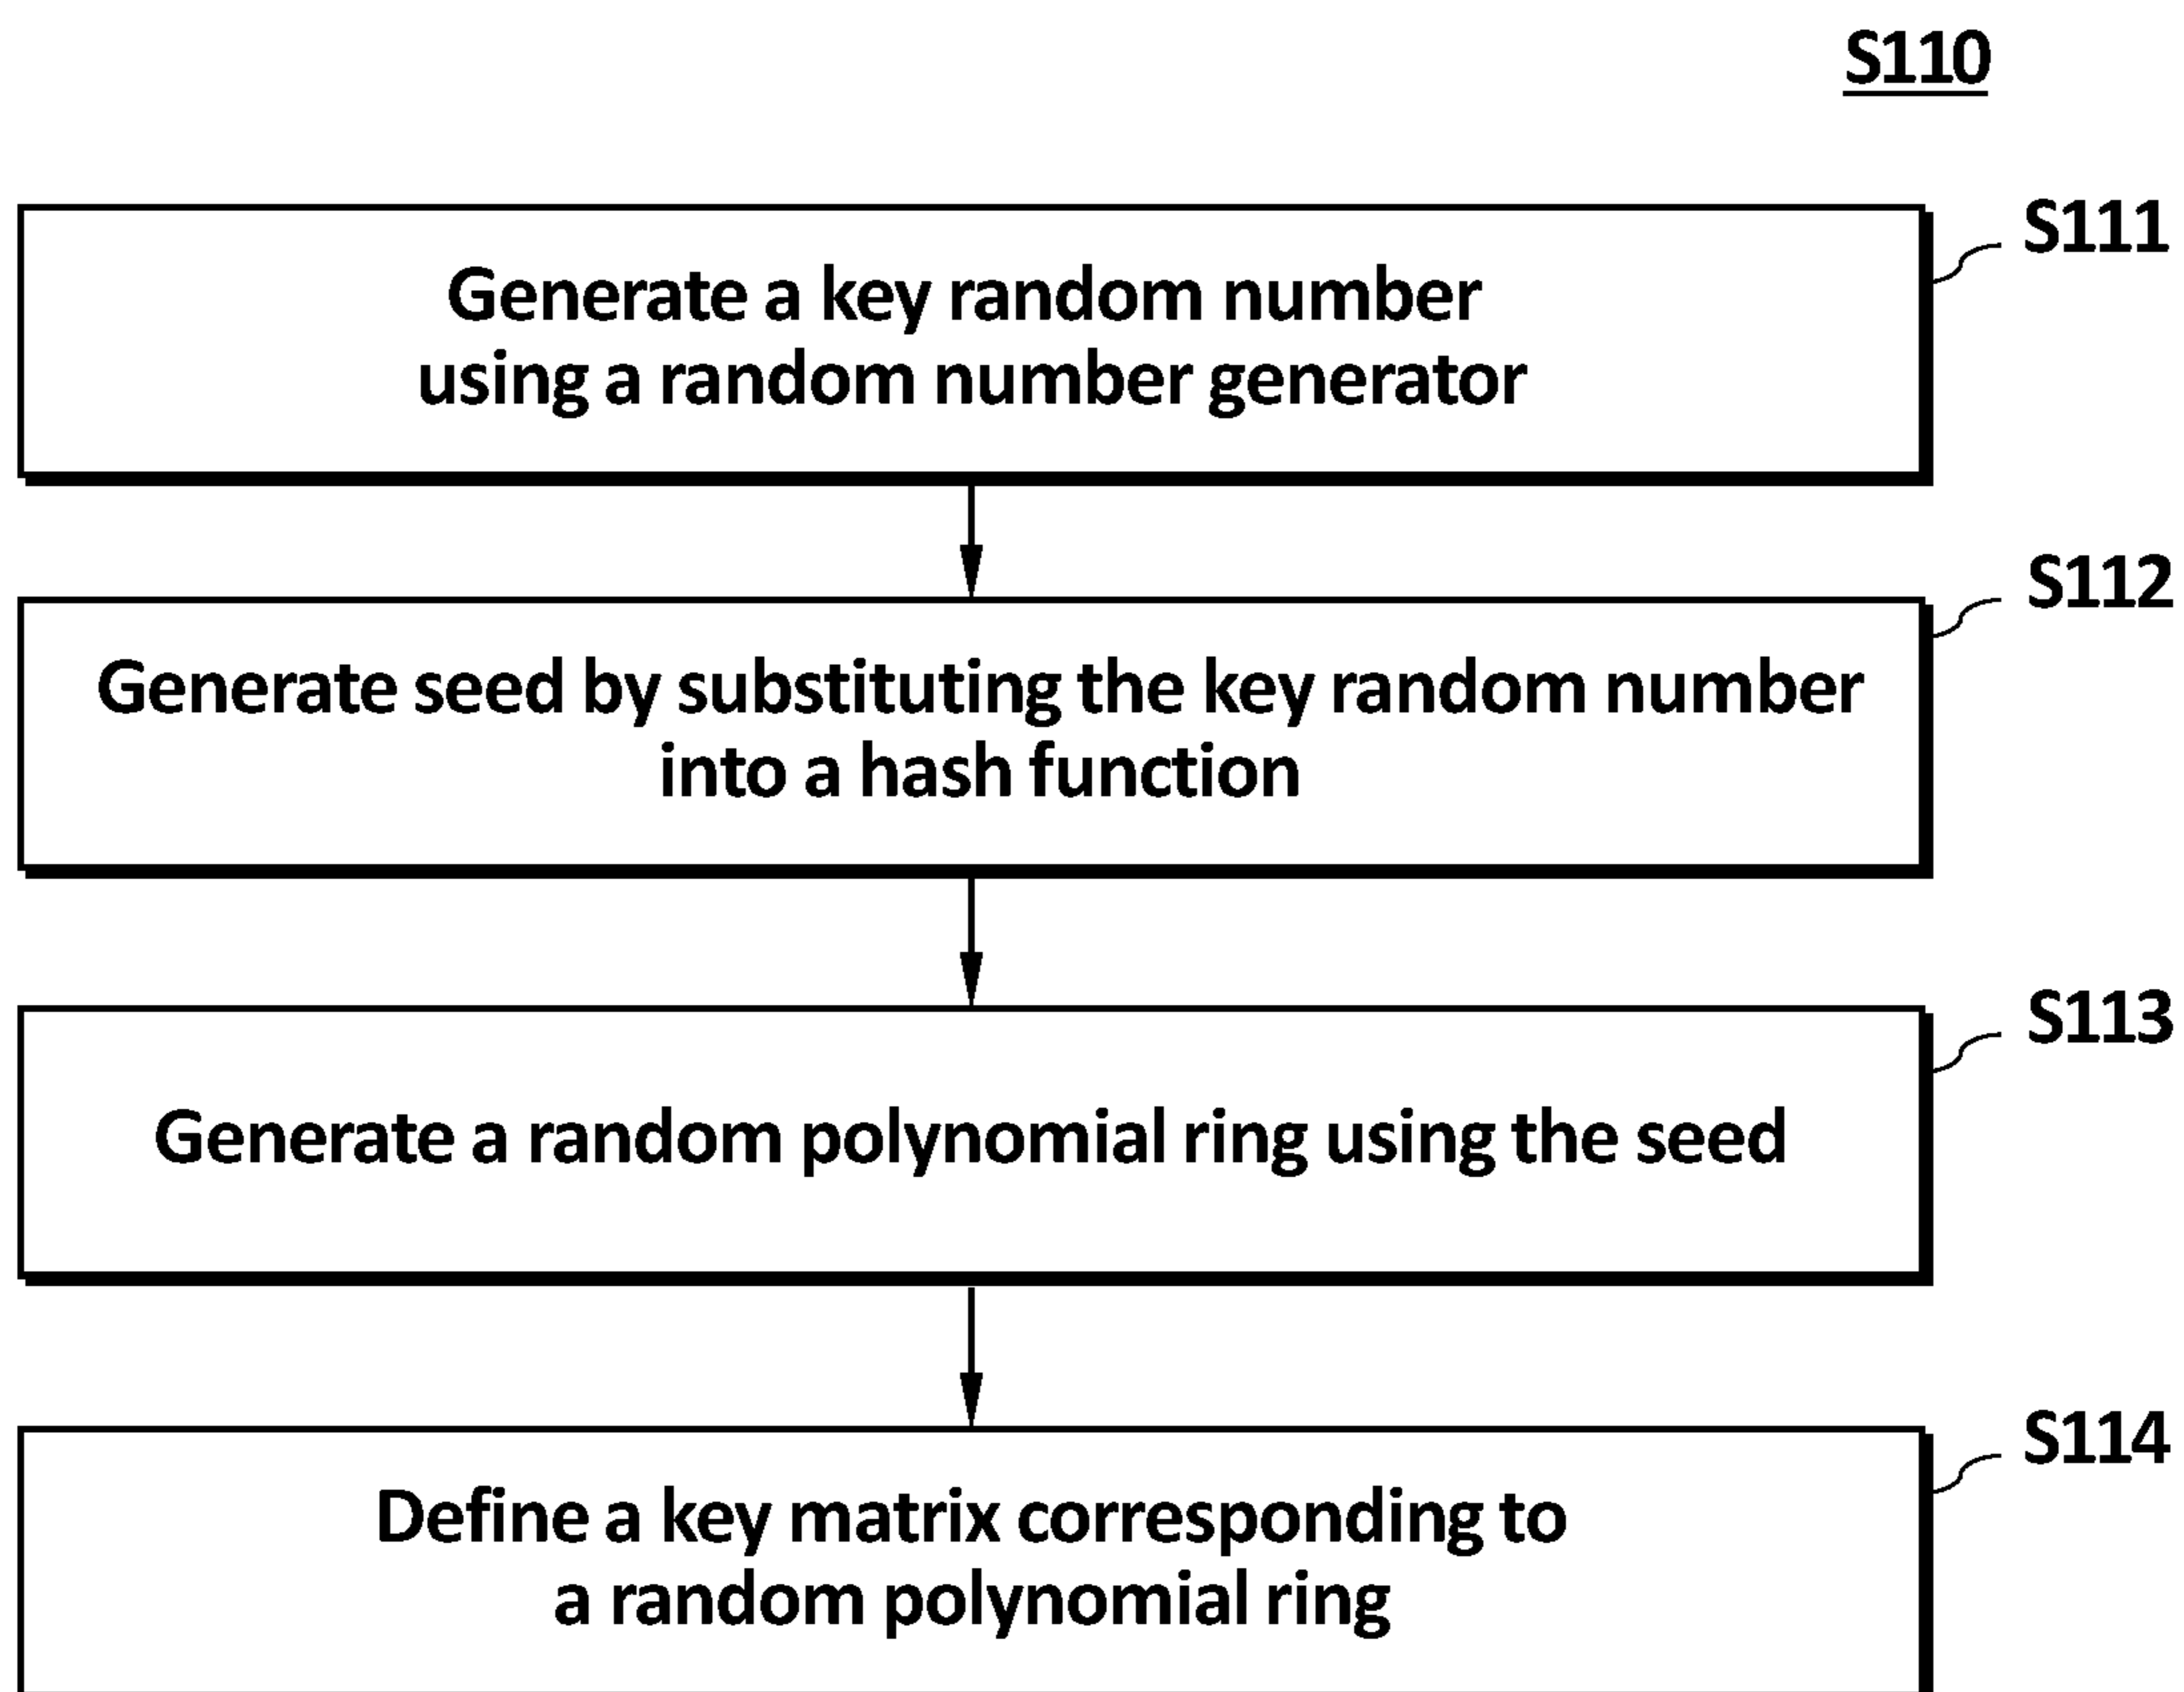 S110
S111
Generate a key random number
using a random number generator
S112
Generate seed by substituting the key random number
into a hash function
S113
Generate a random polynomial ring using the seed
S114
Define a key matrix corresponding to
a random polynomial ring